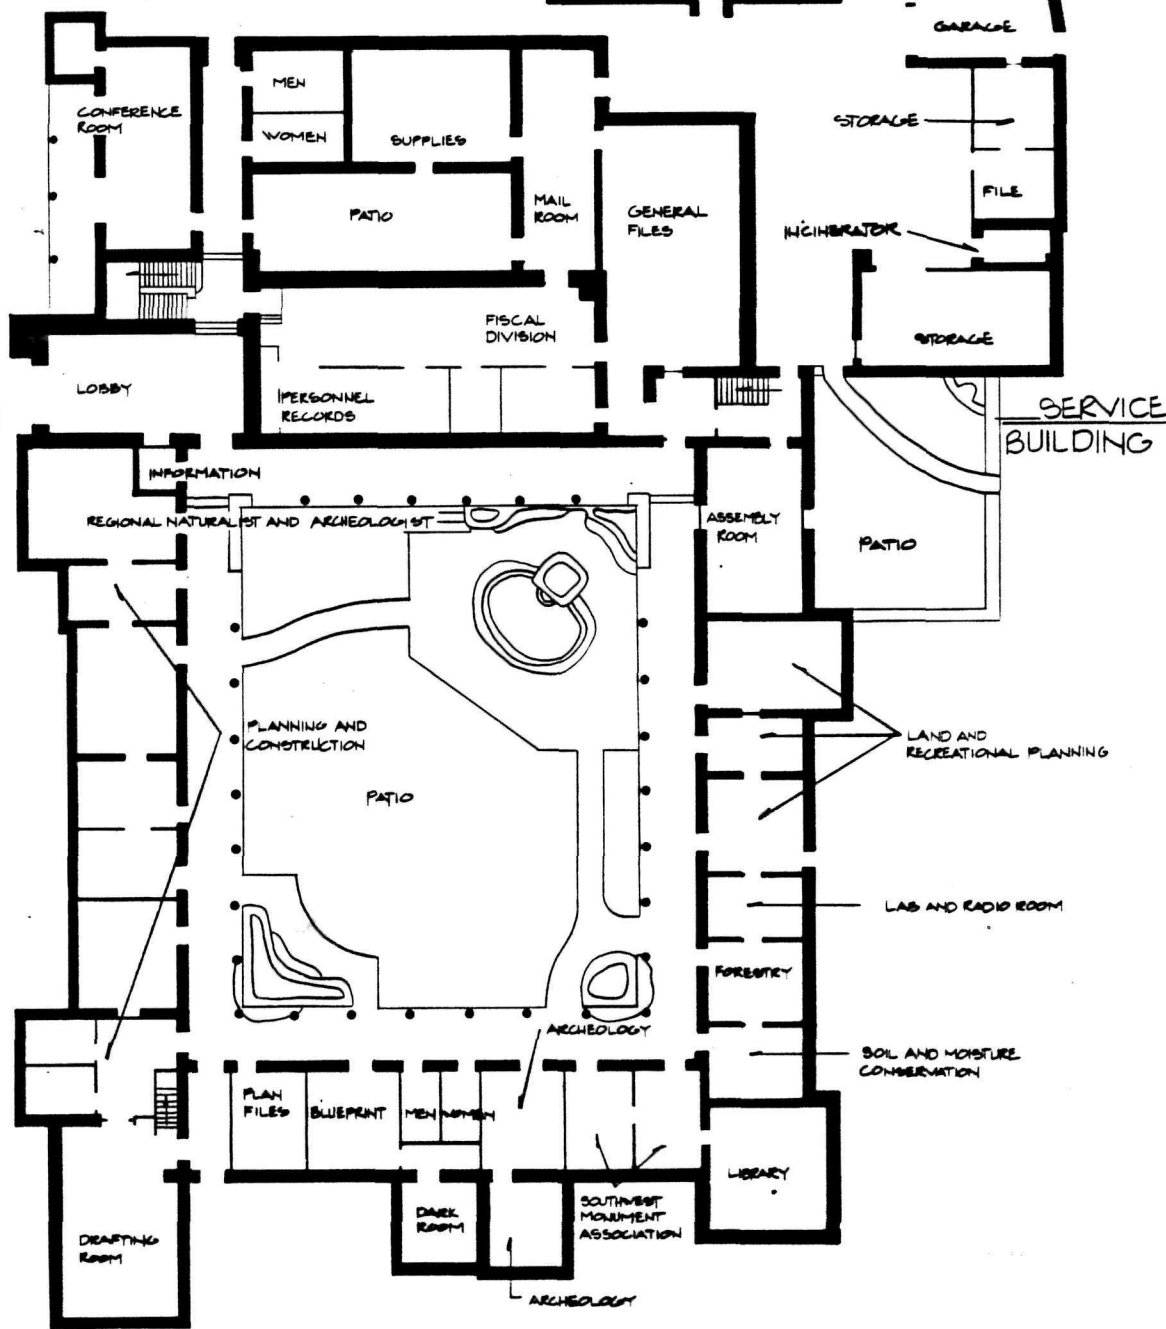 GARAGE
MEN
CONFERENCE
ROOM
STORAGE
WOMEN
SUPPLIES
FILE
MAIL
ROOM
PATIO
GENERAL
FILES
INCINERATOR
FISCAL
DIVISION
STORAGE
LOBBY
PERSONNEL
RECORDS
SERVICE
BUILDING
INFORMATION
REGIONAL NATURALIST AND ARCHEOLOGIST
ASSEMBLY
ROOM
PATIO
PLANNING AND
CONSTRUCTION
LAND AND
RECREATIONAL PLANNING
PATIO
LAB AND RADIO ROOM
FORESTRY
ARCHEOLOGY
SOIL AND MOISTURE
CONSERVATION
PLAN
FILES
BLUEPRINT
MEN
WOMEN
LIBRARY
DARK
ROOM
SOUTHWEST
MONUMENT
ASSOCIATION
DRAFTING
ROOM
ARCHEOLOGY